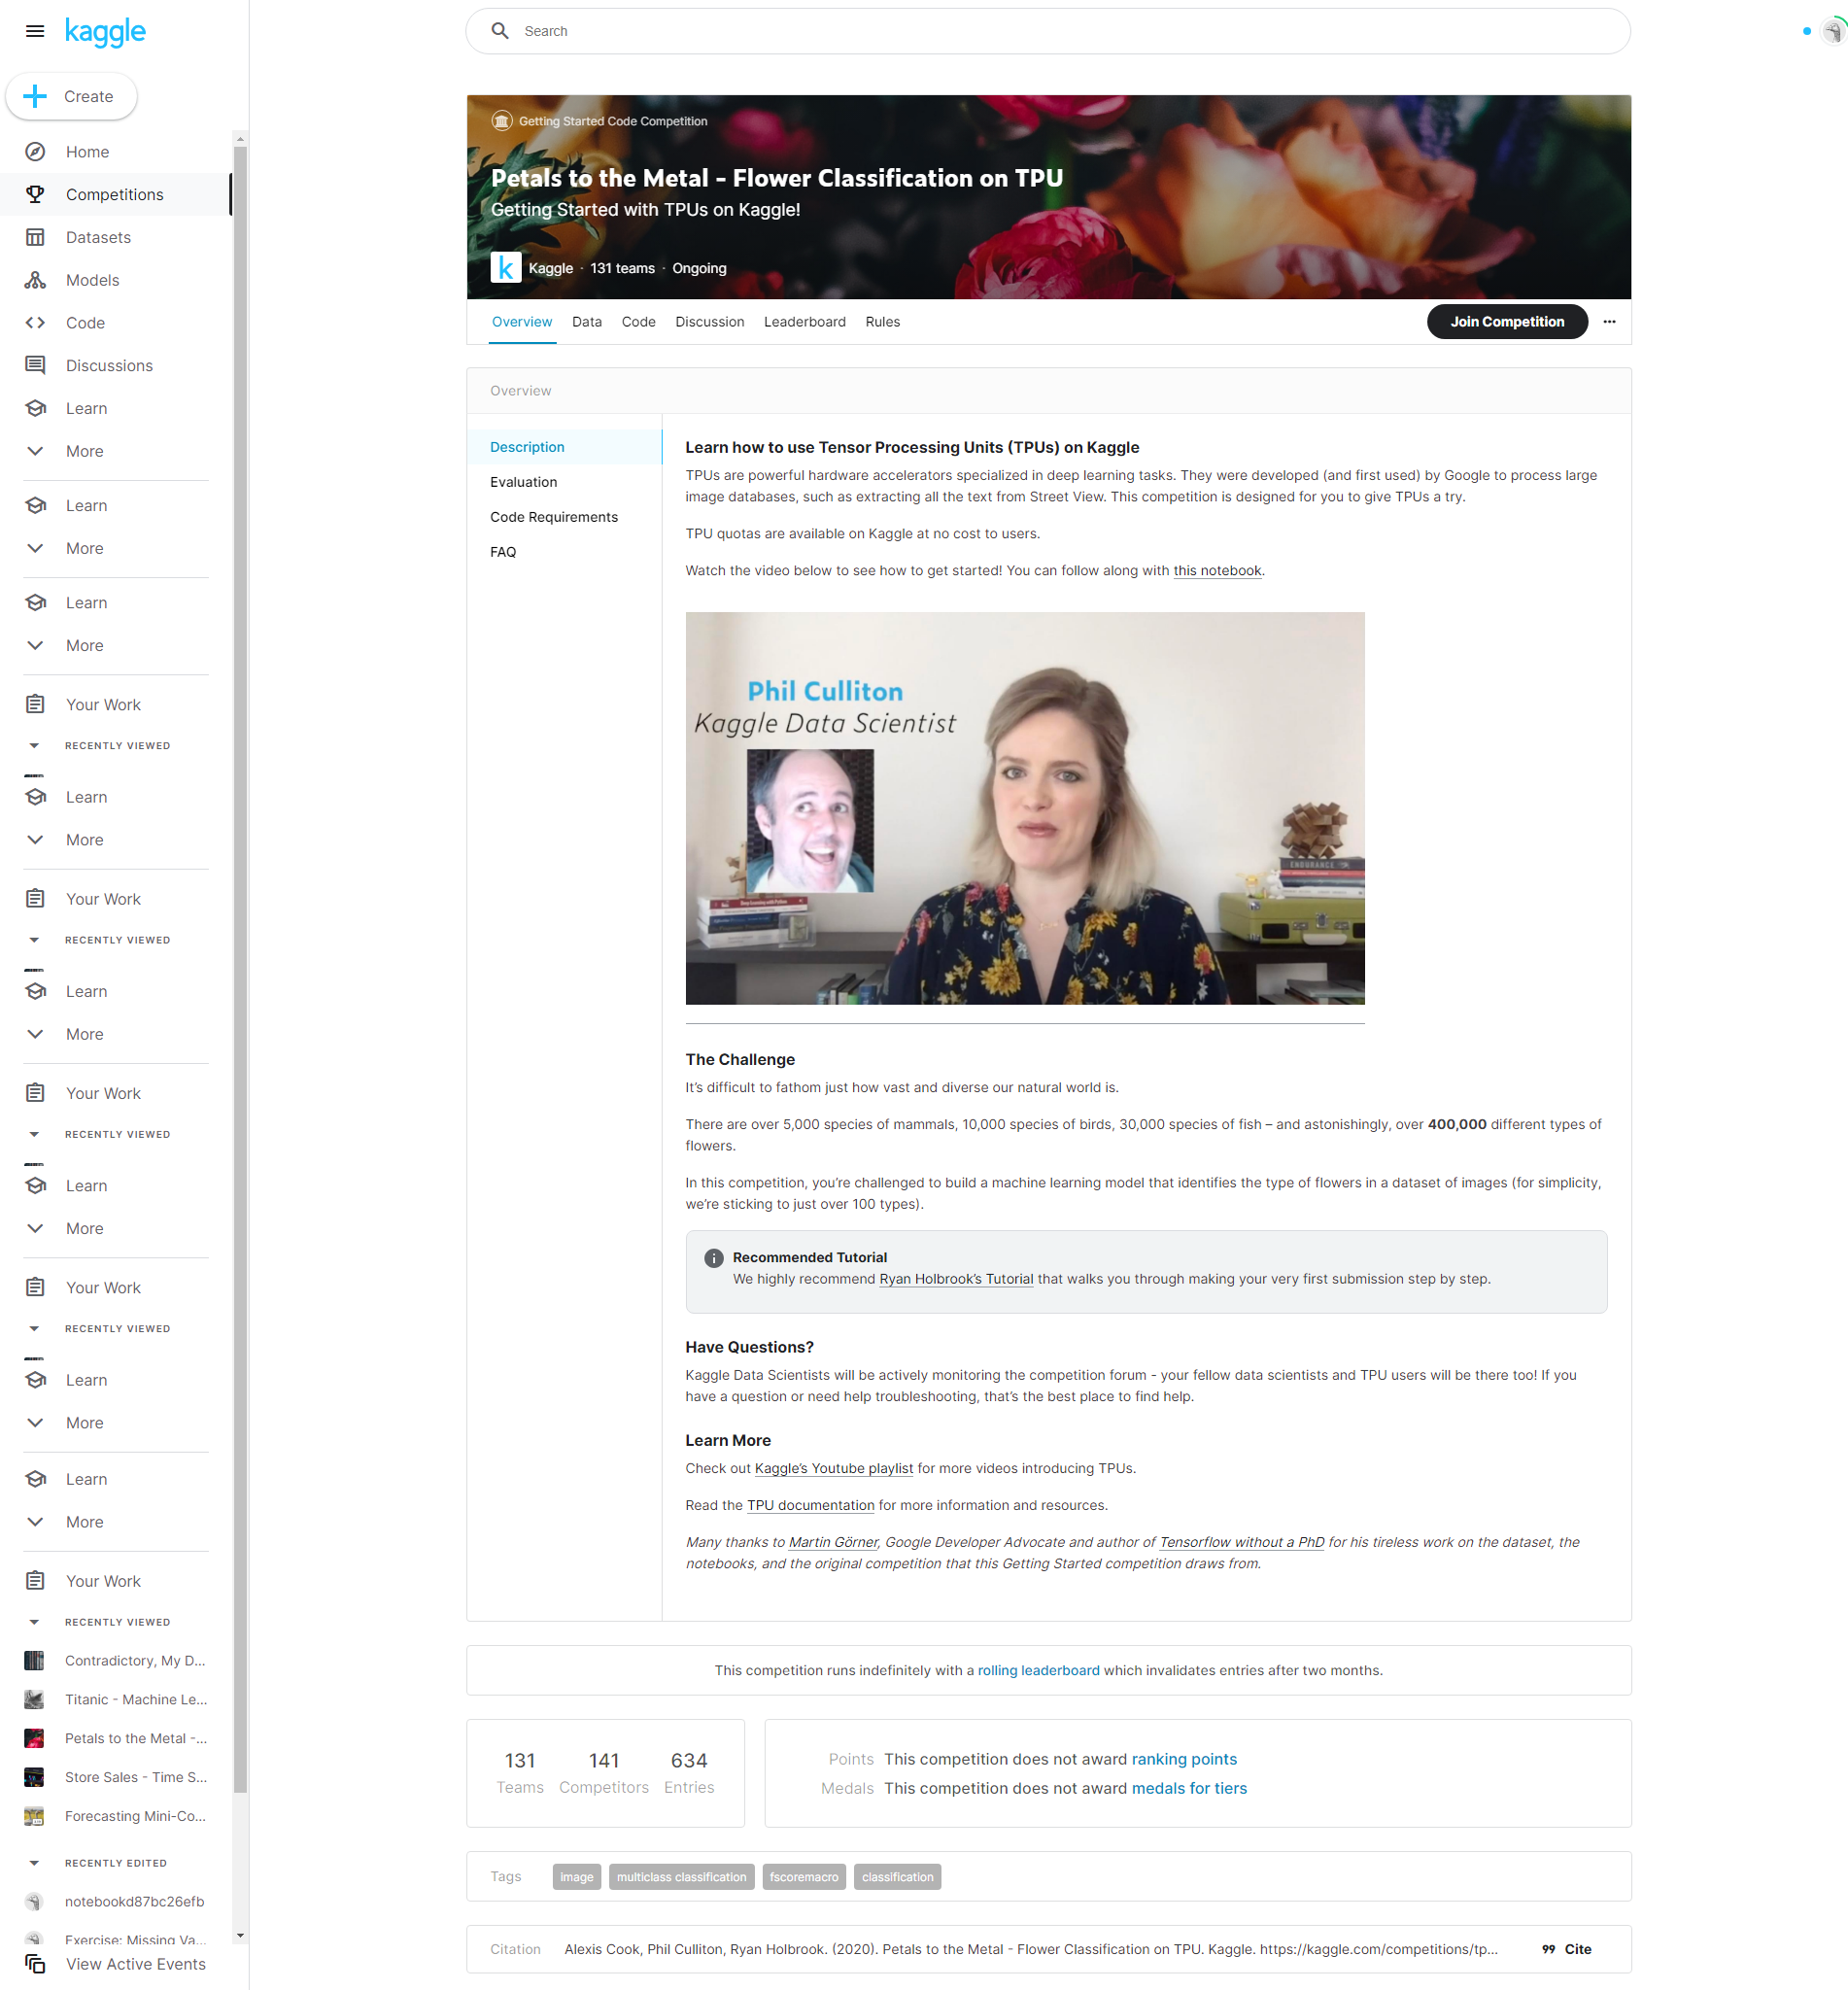 kaggle
Search
Create
Home
Competitions
Datasets
Models
Code
Discussions
Learn
More
Learn
More
Learn
More
Your Work
RECENTLY VIEWED
Learn
More
Your Work
RECENTLY VIEWED
Learn
More
Your Work
RECENTLY VIEWED
Learn
More
Your Work
RECENTLY VIEWED
Learn
More
Learn
More
Your Work
RECENTLY VIEWED
Contradictory, My D...
Titanic - Machine Le...
Petals to the Metal -...
Store Sales - Time S...
Forecasting Mini-Co...
RECENTLY EDITED
notebookd87bc26efb
Exercise: Missing Va...
View Active Events
Getting Started Code Competition
Petals to the Metal - Flower Classification on TPU
Getting Started with TPUs on Kaggle!
k Kaggle · 131 teams · Ongoing
Overview Data Code Discussion Leaderboard Rules Join Competition ...
Overview
Description
Evaluation
Code Requirements
FAQ
Learn how to use Tensor Processing Units (TPUs) on Kaggle
TPUs are powerful hardware accelerators specialized in deep learning tasks. They were developed (and first used) by Google to process large
image databases, such as extracting all the text from Street View. This competition is designed for you to give TPUs a try.
TPU quotas are available on Kaggle at no cost to users.
Watch the video below to see how to get started! You can follow along with this notebook.
Phil Culliton
Kaggle Data Scientist
ENDURANCE
The Challenge
It's difficult to fathom just how vast and diverse our natural world is.
There are over 5,000 species of mammals, 10,000 species of birds, 30,000 species of fish – and astonishingly, over 400,000 different types of
flowers.
In this competition, you're challenged to build a machine learning model that identifies the type of flowers in a dataset of images (for simplicity,
we're sticking to just over 100 types).
Recommended Tutorial
We highly recommend Ryan Holbrook's Tutorial that walks you through making your very first submission step by step.
Have Questions?
Kaggle Data Scientists will be actively monitoring the competition forum - your fellow data scientists and TPU users will be there too! If you
have a question or need help troubleshooting, that's the best place to find help.
Learn More
Check out Kaggle's Youtube playlist for more videos introducing TPUs.
Read the TPU documentation for more information and resources.
Many thanks to Martin Görner, Google Developer Advocate and author of Tensorflow without a PhD for his tireless work on the dataset, the
notebooks, and the original competition that this Getting Started competition draws from.
This competition runs indefinitely with a rolling leaderboard which invalidates entries after two months.
131 141 634
Teams Competitors Entries
Points This competition does not award ranking points
Medals This competition does not award medals for tiers
Tags image multiclass classification fscoremacro classification
Citation Alexis Cook, Phil Culliton, Ryan Holbrook. (2020). Petals to the Metal - Flower Classification on TPU. Kaggle. https://kaggle.com/competitions/tp... Cite